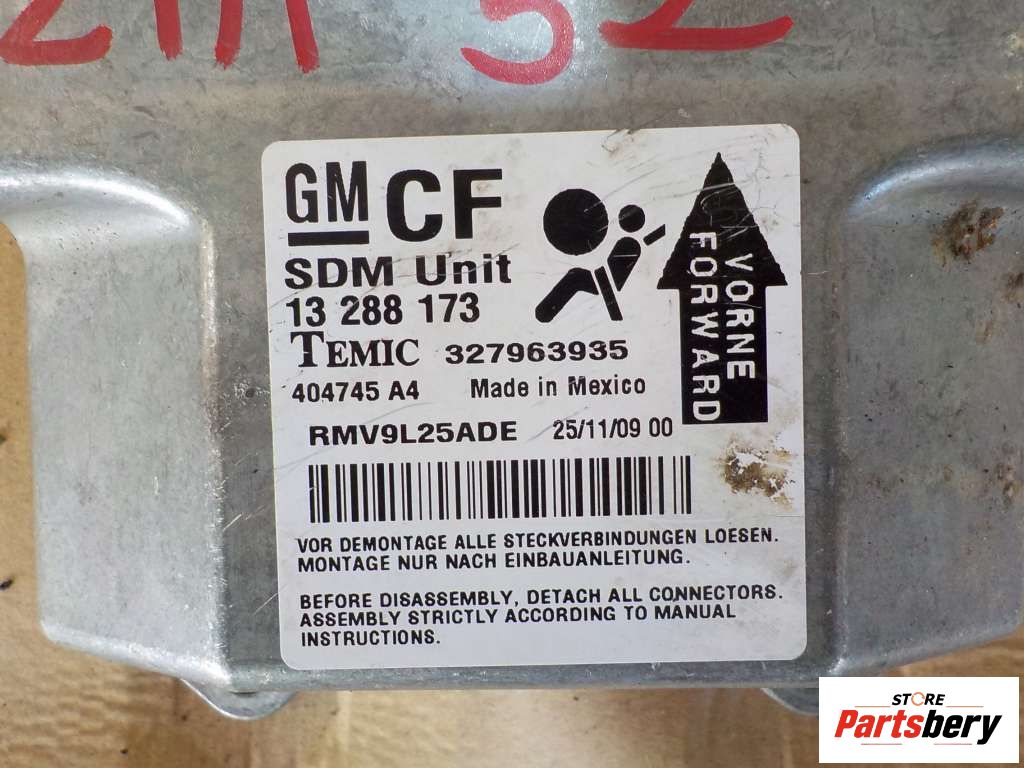 GM CF
SDM Unit
13 288 173
TEMIC 327963935
404745 A4 Made in Mexico
RMV9L25ADE 25/11/09 00
VORNE
FORWARD
VOR DEMONTAGE ALLE STECKVERBINDUNGEN LOESEN.
MONTAGE NUR NACH EINBAUANLEITUNG.
BEFORE DISASSEMBLY, DETACH ALL CONNECTORS.
ASSEMBLY STRICTLY ACCORDING TO MANUAL
INSTRUCTIONS.
STORE
Partsbery